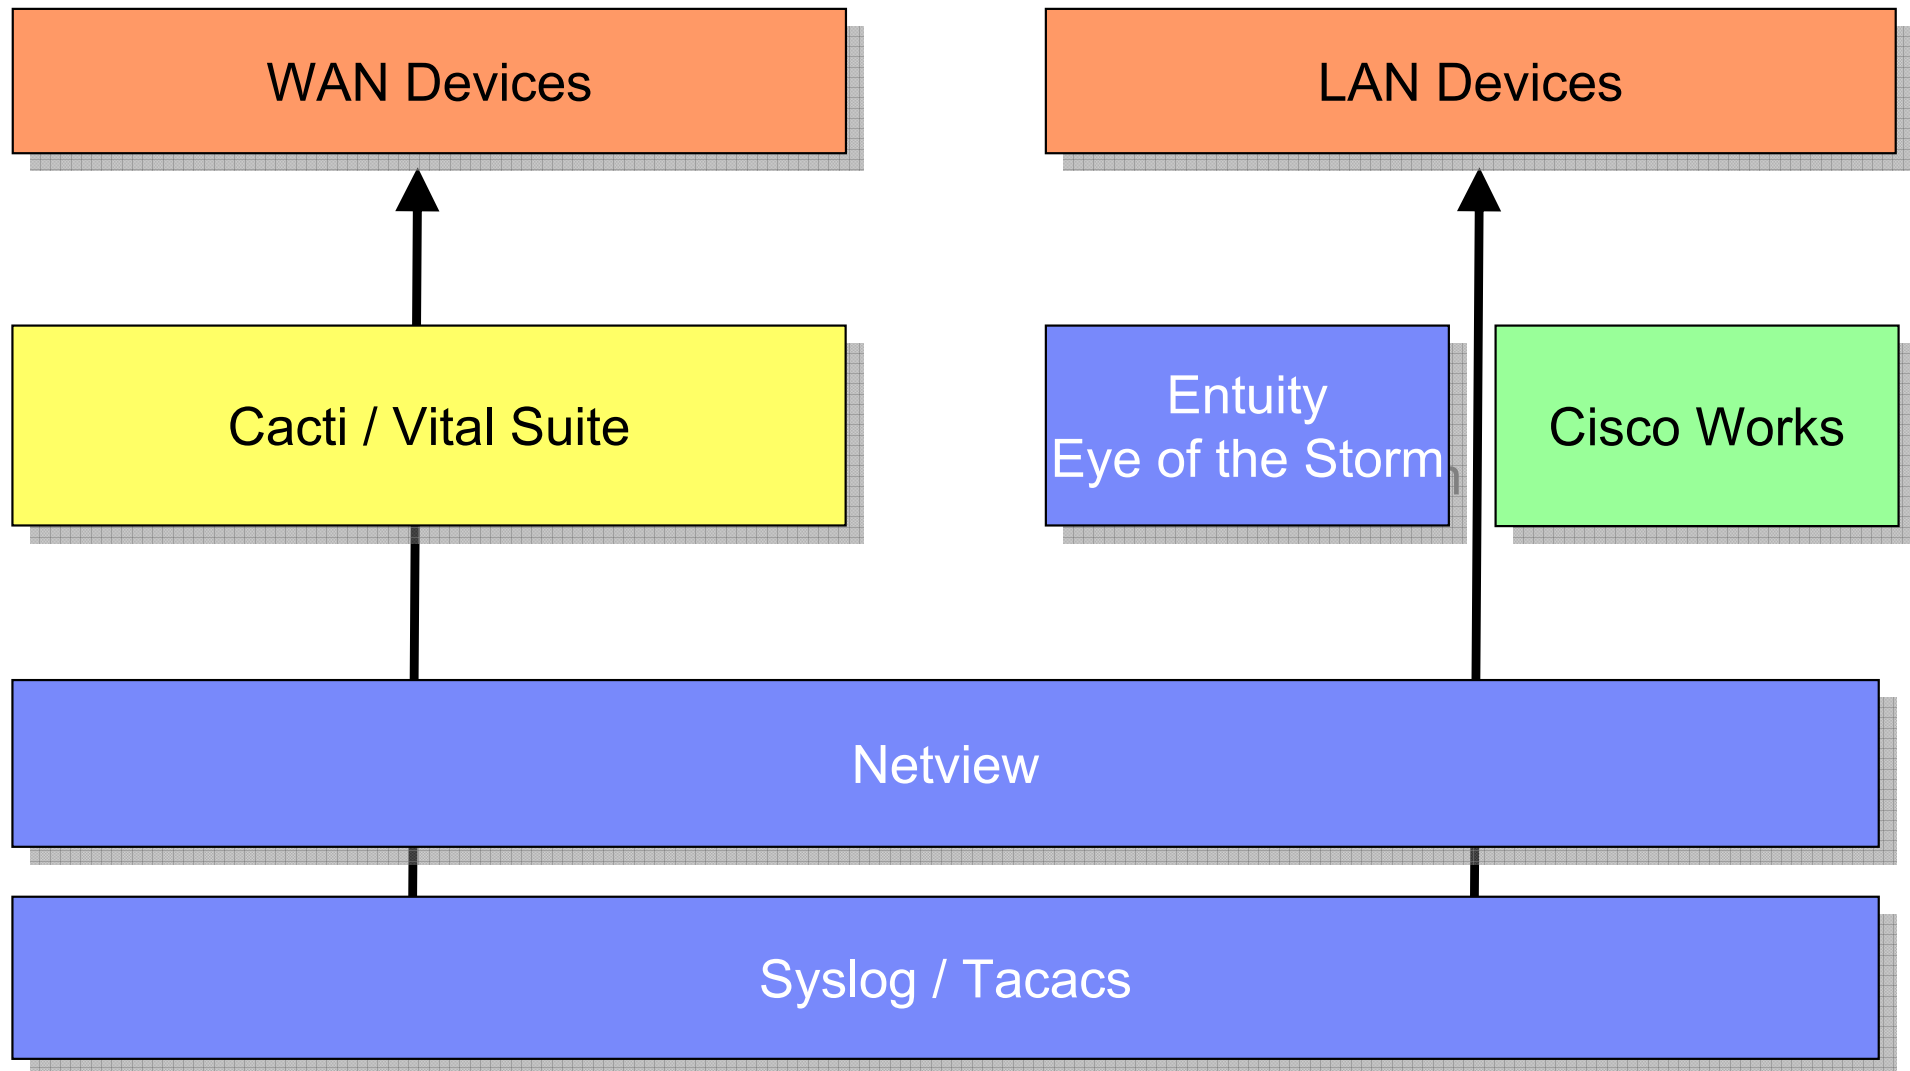 WAN Devices
LAN Devices
Cacti / Vital Suite
Entuity
Eye of the Storm
Cisco Works
Netview
Syslog / Tacacs